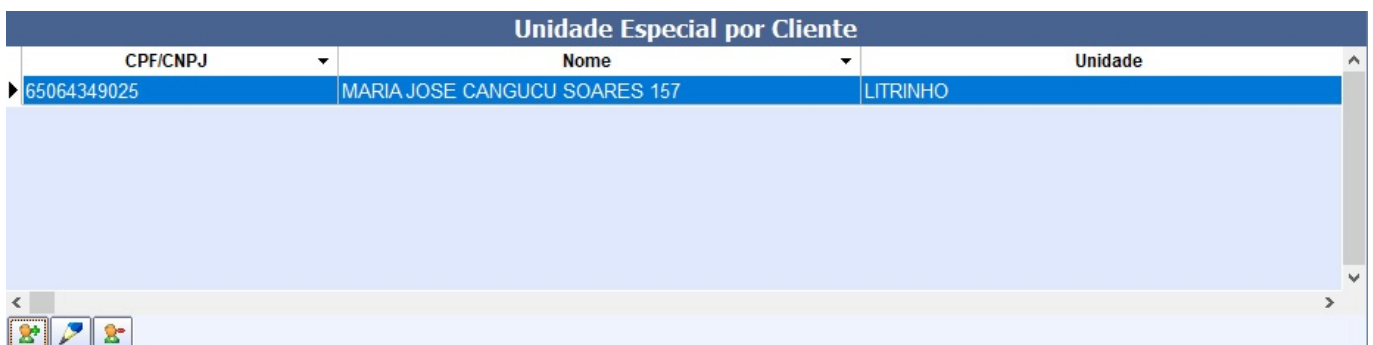 Unidade Especial por Cliente
CPF/CNPJ Nome Unidade
65064349025 MARIA JOSE CANGUCU SOARES 157 LITRINHO